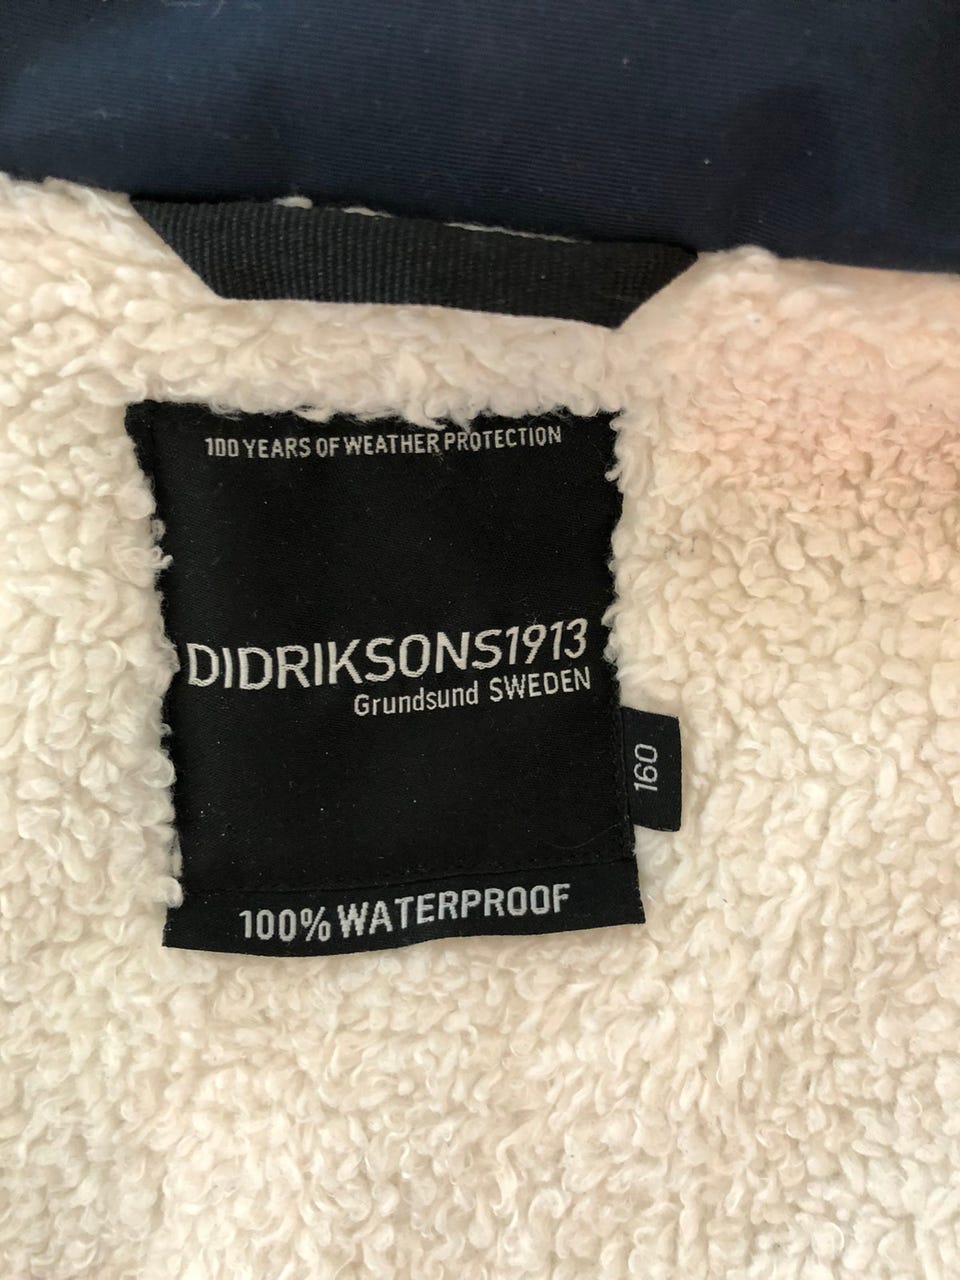 100 YEARS OF WEATHER PROTECTION
DIDRIKSONS1913
Grundsund SWEDEN
160
100% WATERPROOF